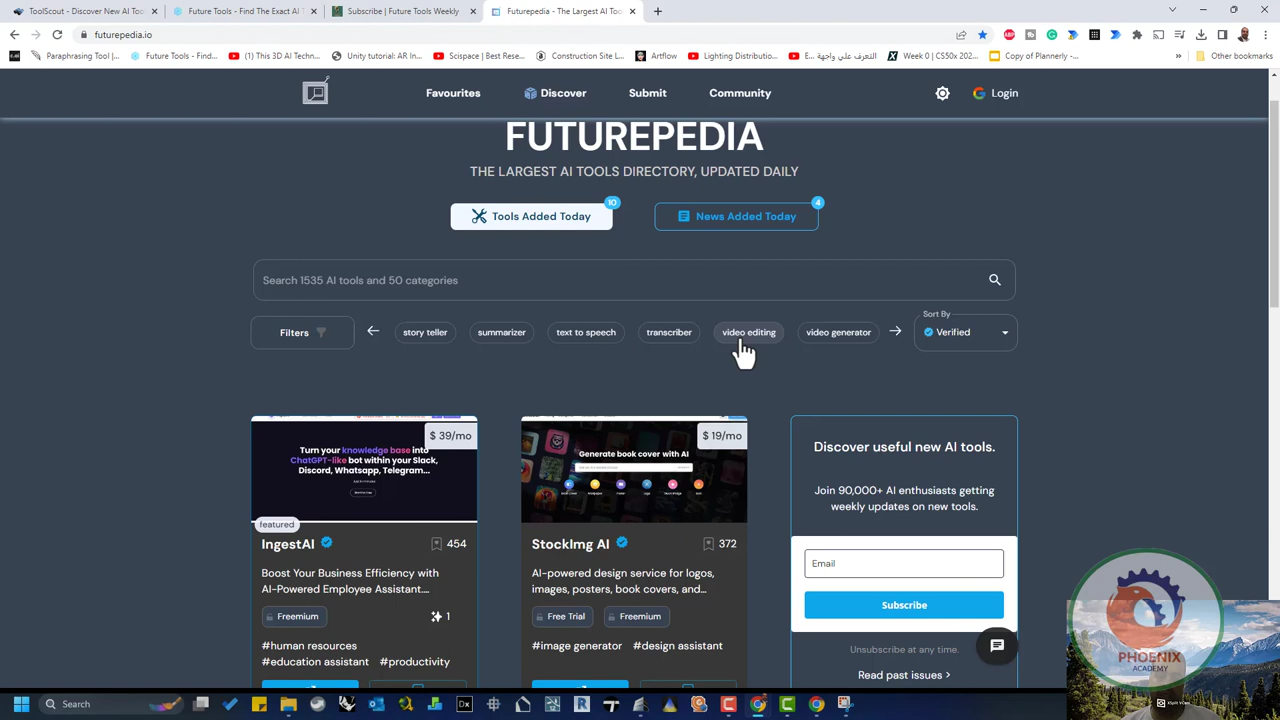 ToolScout - Discover New AI Tools
Future Tools - Find The Exact AI T
Subscribe | Future Tools Weekly
Futurepedia - The Largest AI Tools
futurepedia.io
Paraphrasing Tool |
Future Tools - Find...
(1) This 3D AI Techn...
Unity tutorial: AR In...
Scispace | Best Rese...
Construction Site L...
Artflow
Lighting Distributio...
التعرف علي واجهة E...
Week 0 | CS50x 202...
Copy of Plannerly -...
Other bookmarks
Favourites
Discover
Submit
Community
Login
FUTUREPEDIA
THE LARGEST AI TOOLS DIRECTORY, UPDATED DAILY
Tools Added Today
10
News Added Today
4
Search 1535 AI tools and 50 categories
Filters
story teller
summarizer
text to speech
transcriber
video editing
video generator
Sort By
Verified
$ 39/mo
Turn your knowledge base into
ChatGPT-like bot within your Slack,
Discord, Whatsapp, Telegram...
featured
IngestAI
454
Boost Your Business Efficiency with
AI-Powered Employee Assistant....
Freemium
1
#human resources
#education assistant #productivity
$ 19/mo
Generate book cover with AI
StockImg AI
372
AI-powered design service for logos,
images, posters, book covers, and...
Free Trial
Freemium
#image generator #design assistant
Discover useful new AI tools.
Join 90,000+ AI enthusiasts getting
weekly updates on new tools.
Email
Subscribe
Unsubscribe at any time.
Read past issues >
PHOENIX
ACADEMY
XSplit VCam
Search